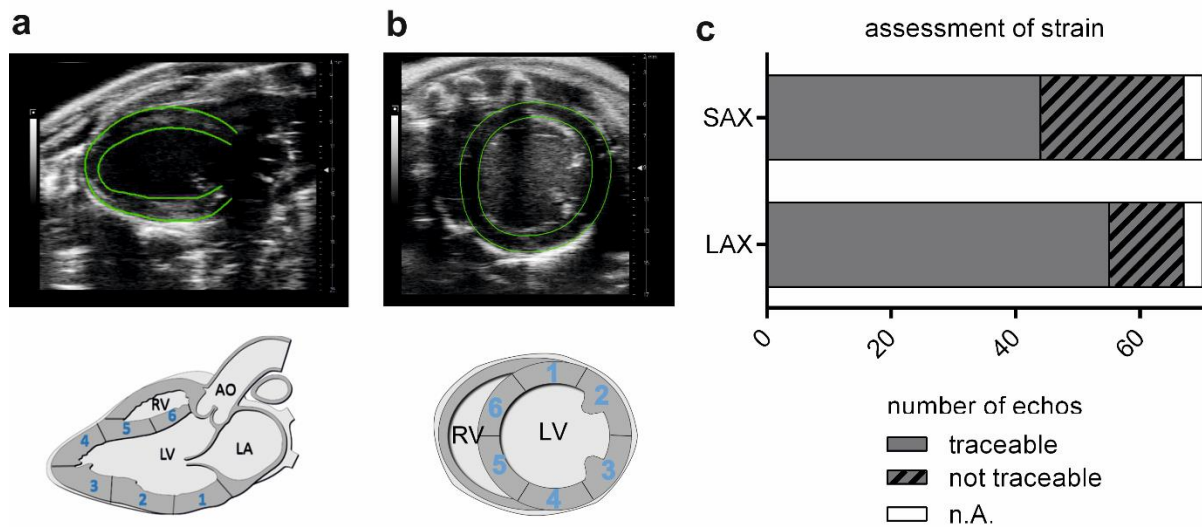 a
b
c
assessment of strain
SAX
LAX
0
20
40
60
number of echos
traceable
not traceable
n.A.
AO
RV
6
5
4
LV
LA
3
2
1
1
2
6
RV
LV
5
3
4